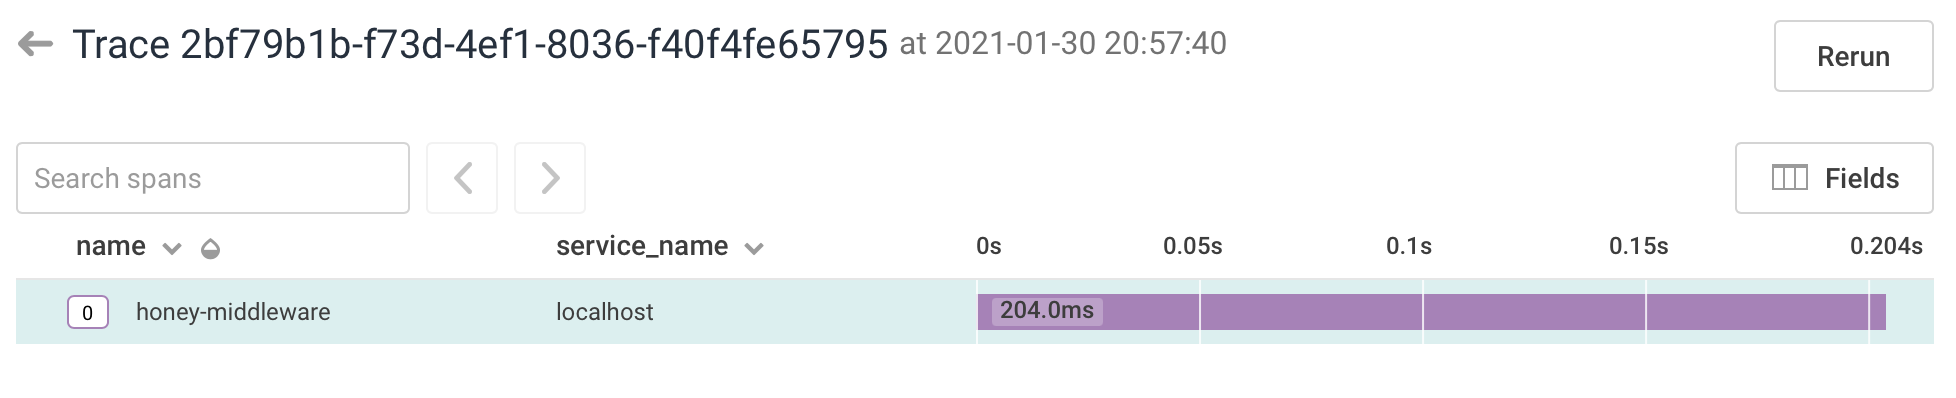 Trace 2bf79b1b-f73d-4ef1-8036-f40f4fe65795 at 2021-01-30 20:57:40
Rerun
Search spans
Fields
name service_name 0s 0.05s 0.1s 0.15s 0.204s
0 honey-middleware localhost 204.0ms